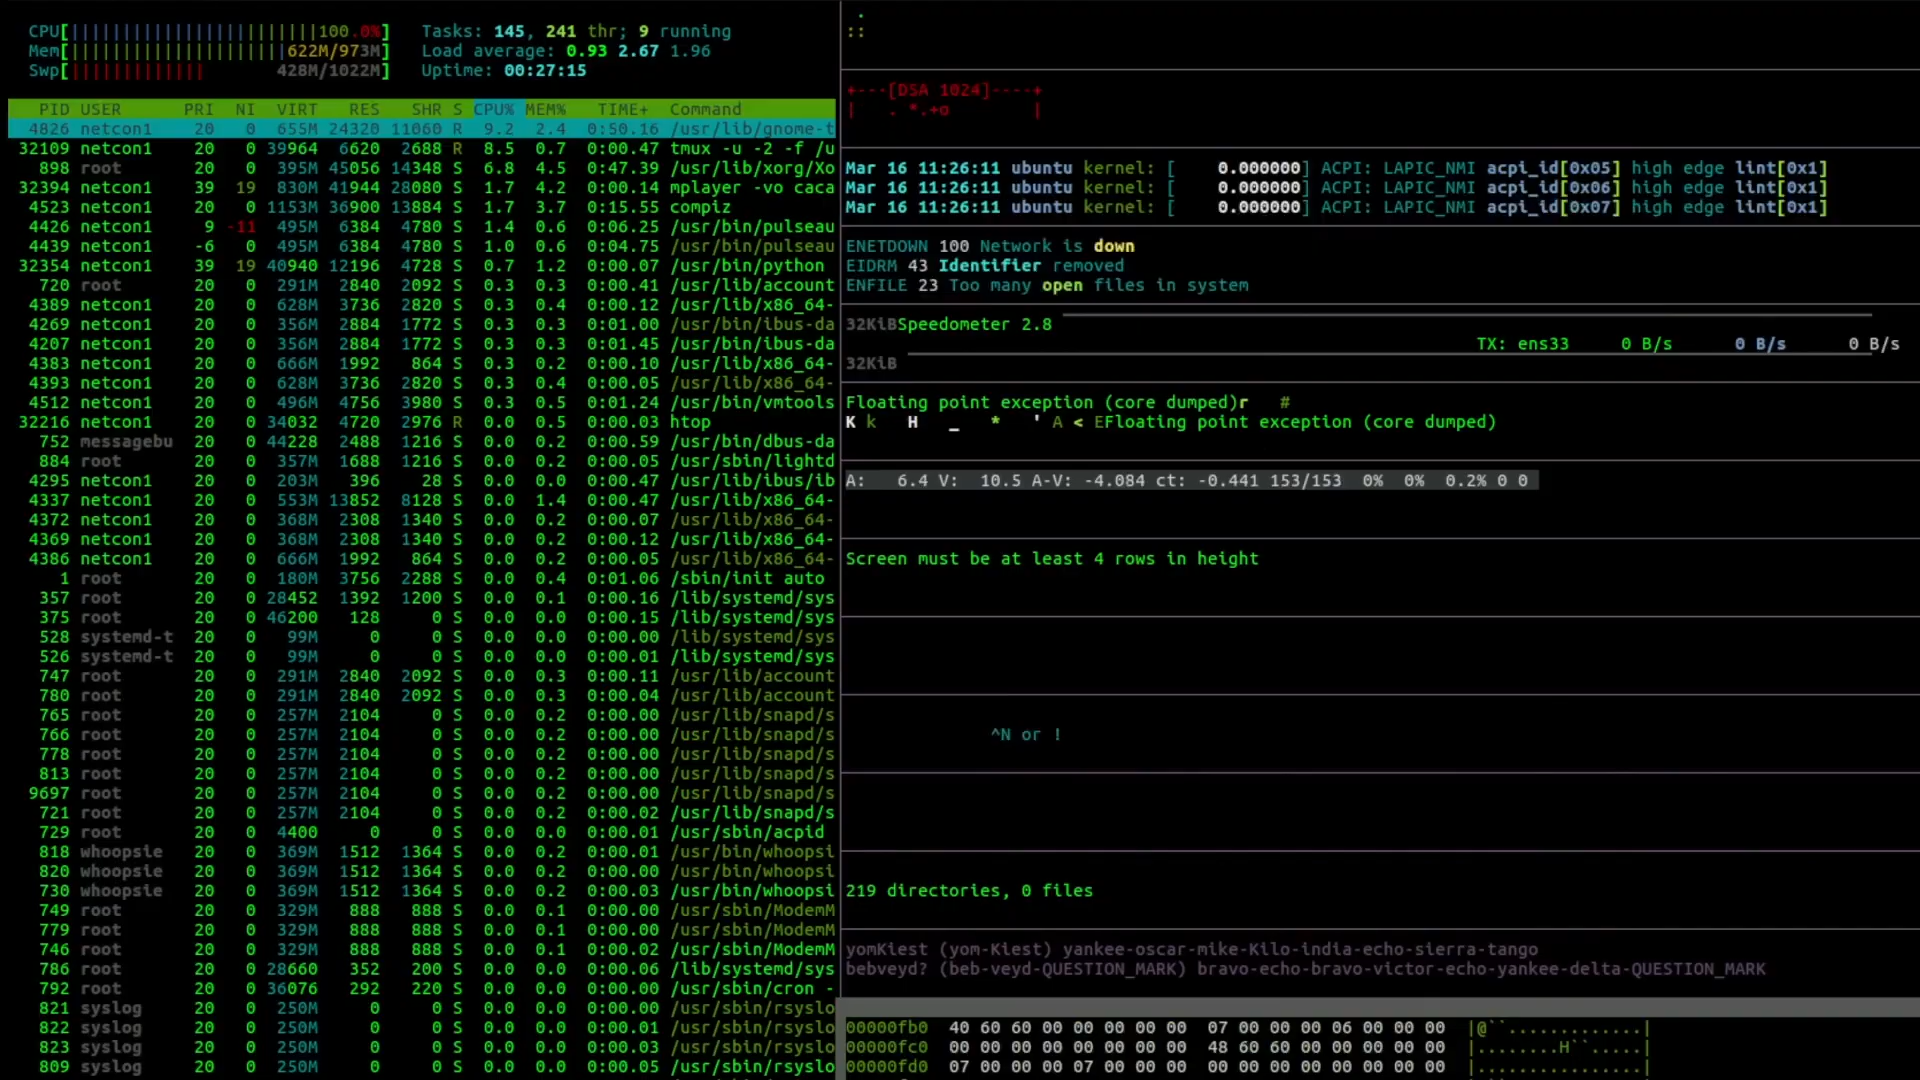 CPU[|||||||||||||||||||||||||100.0%] Tasks: 145, 241 thr; 9 running
Mem[|||||||||||||||||||||622M/973M] Load average: 0.93 2.67 1.96
Swp[||||||||||||| 428M/1022M] Uptime: 00:27:15
PID USER PRI NI VIRT RES SHR S CPU% MEM% TIME+ Command
4826 netcon1 20 0 655M 24320 11060 R 9.2 2.4 0:50.16 /usr/lib/gnome-t
32109 netcon1 20 0 39964 6620 2688 R 8.5 0.7 0:00.47 tmux -u -2 -f /u
898 root 20 0 395M 45056 14348 S 6.8 4.5 0:47.39 /usr/lib/xorg/Xo
32394 netcon1 39 19 830M 41944 28080 S 1.7 4.2 0:00.14 mplayer -vo caca
4523 netcon1 20 0 1153M 36900 13884 S 1.7 3.7 0:15.55 compiz
4426 netcon1 9 -11 495M 6384 4780 S 1.4 0.6 0:06.25 /usr/bin/pulseau
4439 netcon1 -6 0 495M 6384 4780 S 1.0 0.6 0:04.75 /usr/bin/pulseau
32354 netcon1 39 19 40940 12196 4728 S 0.7 1.2 0:00.07 /usr/bin/python
720 root 20 0 291M 2840 2092 S 0.3 0.3 0:00.41 /usr/lib/account
4389 netcon1 20 0 628M 3736 2820 S 0.3 0.4 0:00.12 /usr/lib/x86_64-
4269 netcon1 20 0 356M 2884 1772 S 0.3 0.3 0:01.00 /usr/bin/ibus-da
4207 netcon1 20 0 356M 2884 1772 S 0.3 0.3 0:01.45 /usr/bin/ibus-da
4383 netcon1 20 0 666M 1992 864 S 0.3 0.2 0:00.10 /usr/lib/x86_64-
4393 netcon1 20 0 628M 3736 2820 S 0.3 0.4 0:00.05 /usr/lib/x86_64-
4512 netcon1 20 0 496M 4756 3980 S 0.3 0.5 0:01.24 /usr/bin/vmtools
32216 netcon1 20 0 34032 4720 2976 R 0.0 0.5 0:00.03 htop
752 messagebu 20 0 44228 2488 1216 S 0.0 0.2 0:00.59 /usr/bin/dbus-da
884 root 20 0 357M 1688 1216 S 0.0 0.2 0:00.05 /usr/sbin/lightd
4295 netcon1 20 0 203M 396 28 S 0.0 0.0 0:00.47 /usr/lib/ibus/ib
4337 netcon1 20 0 553M 13852 8128 S 0.0 1.4 0:00.47 /usr/lib/x86_64-
4372 netcon1 20 0 368M 2308 1340 S 0.0 0.2 0:00.07 /usr/lib/x86_64-
4369 netcon1 20 0 368M 2308 1340 S 0.0 0.2 0:00.12 /usr/lib/x86_64-
4386 netcon1 20 0 666M 1992 864 S 0.0 0.2 0:00.05 /usr/lib/x86_64-
1 root 20 0 180M 3756 2288 S 0.0 0.4 0:01.06 /sbin/init auto
357 root 20 0 28452 1392 1200 S 0.0 0.1 0:00.16 /lib/systemd/sys
375 root 20 0 46200 128 0 S 0.0 0.0 0:00.15 /lib/systemd/sys
528 systemd-t 20 0 99M 0 0 S 0.0 0.0 0:00.00 /lib/systemd/sys
526 systemd-t 20 0 99M 0 0 S 0.0 0.0 0:00.01 /lib/systemd/sys
747 root 20 0 291M 2840 2092 S 0.0 0.3 0:00.11 /usr/lib/account
780 root 20 0 291M 2840 2092 S 0.0 0.3 0:00.04 /usr/lib/account
765 root 20 0 257M 2104 0 S 0.0 0.2 0:00.00 /usr/lib/snapd/s
766 root 20 0 257M 2104 0 S 0.0 0.2 0:00.00 /usr/lib/snapd/s
778 root 20 0 257M 2104 0 S 0.0 0.2 0:00.00 /usr/lib/snapd/s
813 root 20 0 257M 2104 0 S 0.0 0.2 0:00.00 /usr/lib/snapd/s
9697 root 20 0 257M 2104 0 S 0.0 0.2 0:00.00 /usr/lib/snapd/s
721 root 20 0 257M 2104 0 S 0.0 0.2 0:00.02 /usr/lib/snapd/s
729 root 20 0 4400 0 0 S 0.0 0.0 0:00.01 /usr/sbin/acpid
818 whoopsie 20 0 369M 1512 1364 S 0.0 0.2 0:00.01 /usr/bin/whoopsi
820 whoopsie 20 0 369M 1512 1364 S 0.0 0.2 0:00.00 /usr/bin/whoopsi
730 whoopsie 20 0 369M 1512 1364 S 0.0 0.2 0:00.03 /usr/bin/whoopsi
749 root 20 0 329M 888 888 S 0.0 0.1 0:00.00 /usr/sbin/ModemM
779 root 20 0 329M 888 888 S 0.0 0.1 0:00.00 /usr/sbin/ModemM
746 root 20 0 329M 888 888 S 0.0 0.1 0:00.02 /usr/sbin/ModemM
786 root 20 0 28660 352 200 S 0.0 0.0 0:00.06 /lib/systemd/sys
792 root 20 0 36076 292 220 S 0.0 0.0 0:00.00 /usr/sbin/cron -
821 syslog 20 0 250M 0 0 S 0.0 0.0 0:00.00 /usr/sbin/rsyslo
822 syslog 20 0 250M 0 0 S 0.0 0.0 0:00.01 /usr/sbin/rsyslo
823 syslog 20 0 250M 0 0 S 0.0 0.0 0:00.03 /usr/sbin/rsyslo
809 syslog 20 0 250M 0 0 S 0.0 0.0 0:00.05 /usr/sbin/rsyslo
.
::
+---[DSA 1024]----+
| . *.+o |
Mar 16 11:26:11 ubuntu kernel: [ 0.000000] ACPI: LAPIC_NMI acpi_id[0x05] high edge lint[0x1]
Mar 16 11:26:11 ubuntu kernel: [ 0.000000] ACPI: LAPIC_NMI acpi_id[0x06] high edge lint[0x1]
Mar 16 11:26:11 ubuntu kernel: [ 0.000000] ACPI: LAPIC_NMI acpi_id[0x07] high edge lint[0x1]
ENETDOWN 100 Network is down
EIDRM 43 Identifier removed
ENFILE 23 Too many open files in system
32KiBSpeedometer 2.8
TX: ens33 0 B/s 0 B/s 0 B/s
32KiB
Floating point exception (core dumped)r #
K k H _ * ' A < EFloating point exception (core dumped)
A: 6.4 V: 10.5 A-V: -4.084 ct: -0.441 153/153 0% 0% 0.2% 0 0
Screen must be at least 4 rows in height
^N or !
219 directories, 0 files
yomKiest (yom-Kiest) yankee-oscar-mike-Kilo-india-echo-sierra-tango
bebveyd? (beb-veyd-QUESTION_MARK) bravo-echo-bravo-victor-echo-yankee-delta-QUESTION_MARK
00000fb0 40 60 60 00 00 00 00 00 07 00 00 00 06 00 00 00 |@``.............|
00000fc0 00 00 00 00 00 00 00 00 48 60 60 00 00 00 00 00 |........H``.....|
00000fd0 07 00 00 00 07 00 00 00 00 00 00 00 00 00 00 00 |................|